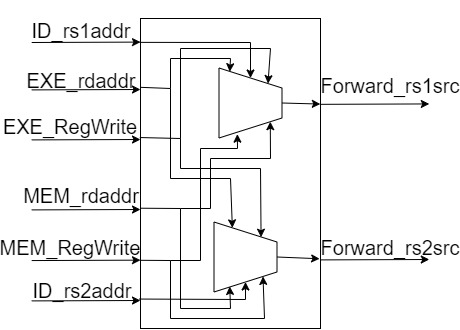 ID_rs1addr
EXE_rdaddr
EXE_RegWrite
MEM_rdaddr
MEM_RegWrite
ID_rs2addr
Forward_rs1src
Forward_rs2src